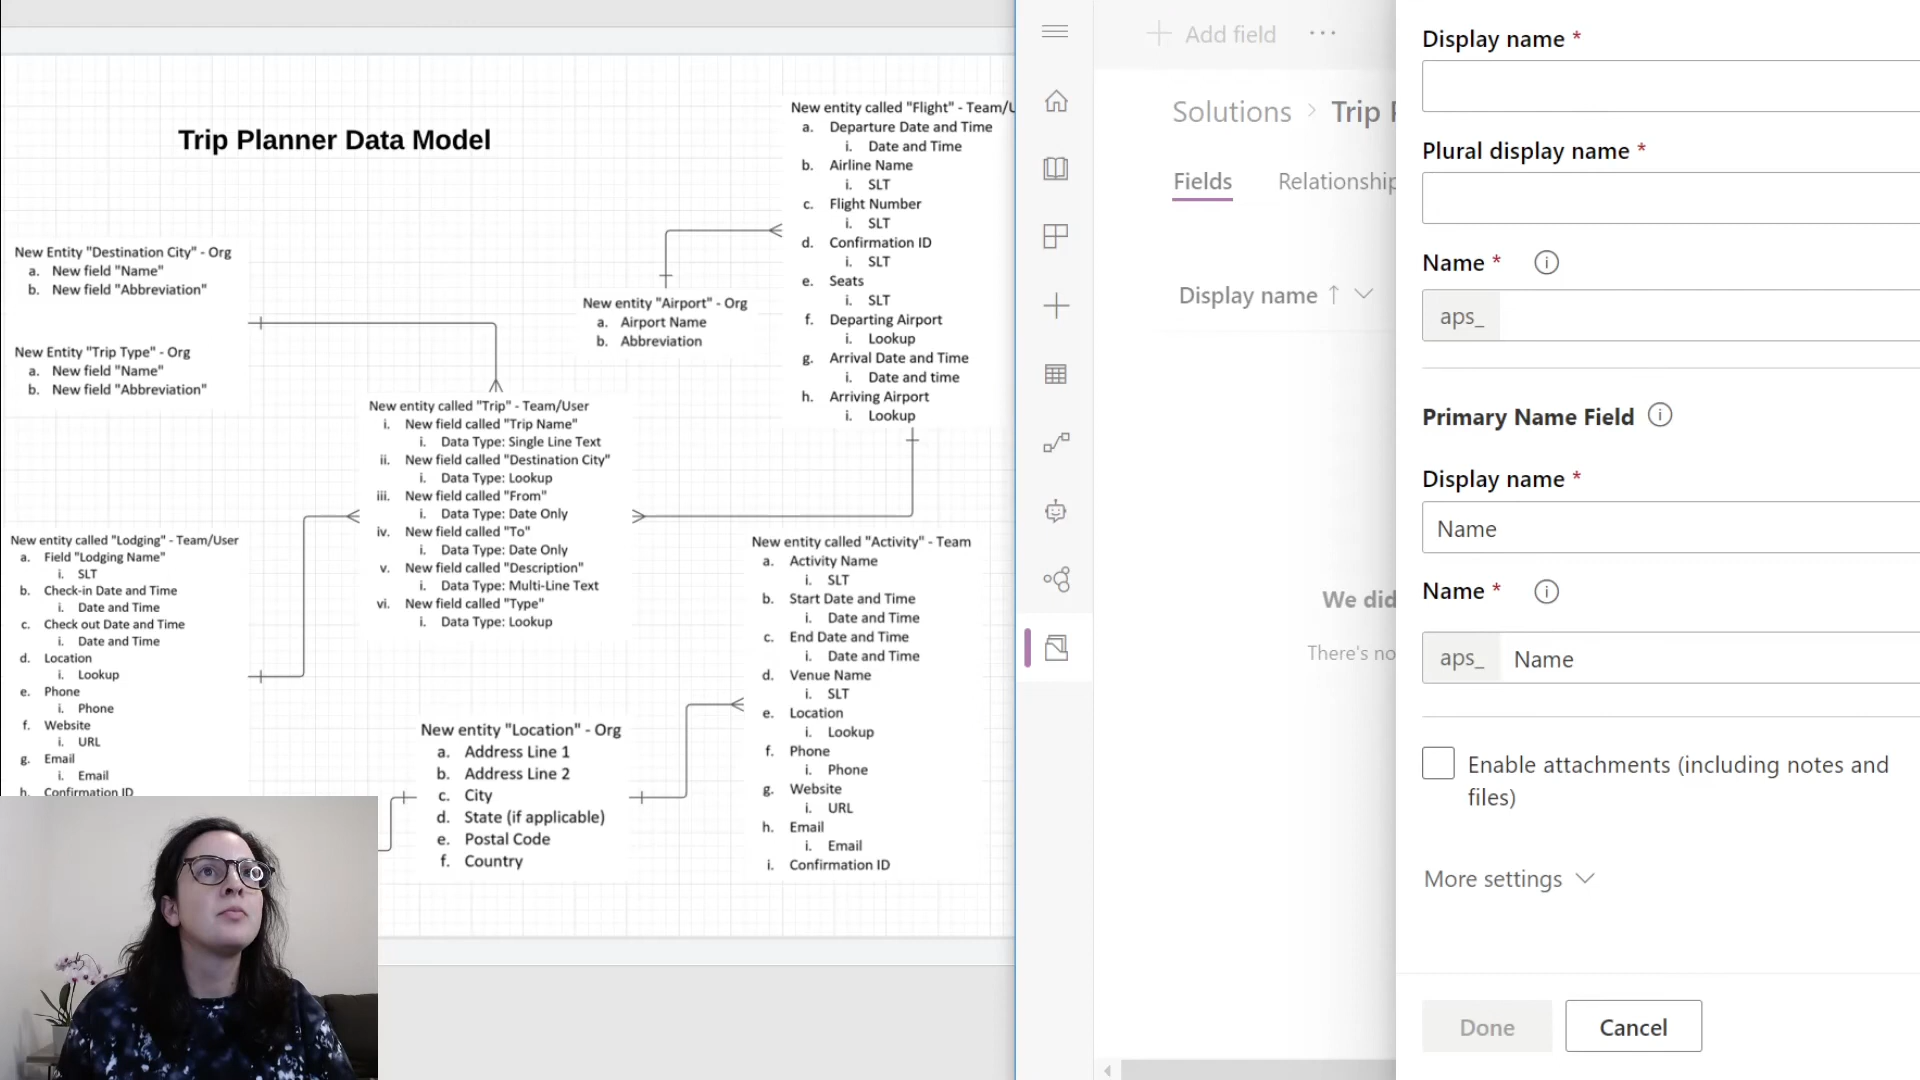 Trip Planner Data Model
New Entity "Destination City" - Org
a. New field "Name"
b. New field "Abbreviation"
New Entity "Trip Type" - Org
a. New field "Name"
b. New field "Abbreviation"
New entity called "Lodging" - Team/User
a. Field "Lodging Name"
i. SLT
b. Check-in Date and Time
i. Date and Time
c. Check out Date and Time
i. Date and Time
d. Location
i. Lookup
e. Phone
i. Phone
f. Website
i. URL
g. Email
i. Email
h. Confirmation ID
New entity called "Trip" - Team/User
i. New field called "Trip Name"
i. Data Type: Single Line Text
ii. New field called "Destination City"
i. Data Type: Lookup
iii. New field called "From"
i. Data Type: Date Only
iv. New field called "To"
i. Data Type: Date Only
v. New field called "Description"
i. Data Type: Multi-Line Text
vi. New field called "Type"
i. Data Type: Lookup
New entity "Location" - Org
a. Address Line 1
b. Address Line 2
c. City
d. State (if applicable)
e. Postal Code
f. Country
New entity "Airport" - Org
a. Airport Name
b. Abbreviation
New entity called "Flight" - Team/U
a. Departure Date and Time
i. Date and Time
b. Airline Name
i. SLT
c. Flight Number
i. SLT
d. Confirmation ID
i. SLT
e. Seats
i. SLT
f. Departing Airport
i. Lookup
g. Arrival Date and Time
i. Date and time
h. Arriving Airport
i. Lookup
New entity called "Activity" - Team
a. Activity Name
i. SLT
b. Start Date and Time
i. Date and Time
c. End Date and Time
i. Date and Time
d. Venue Name
i. SLT
e. Location
i. Lookup
f. Phone
i. Phone
g. Website
i. URL
h. Email
i. Email
i. Confirmation ID
Add field
Solutions > Trip P
Fields Relationship
Display name
We did
There's no
Display name *
Plural display name *
Name *
aps_
Primary Name Field
Display name *
Name
Name *
aps_ Name
Enable attachments (including notes and
files)
More settings
Done Cancel